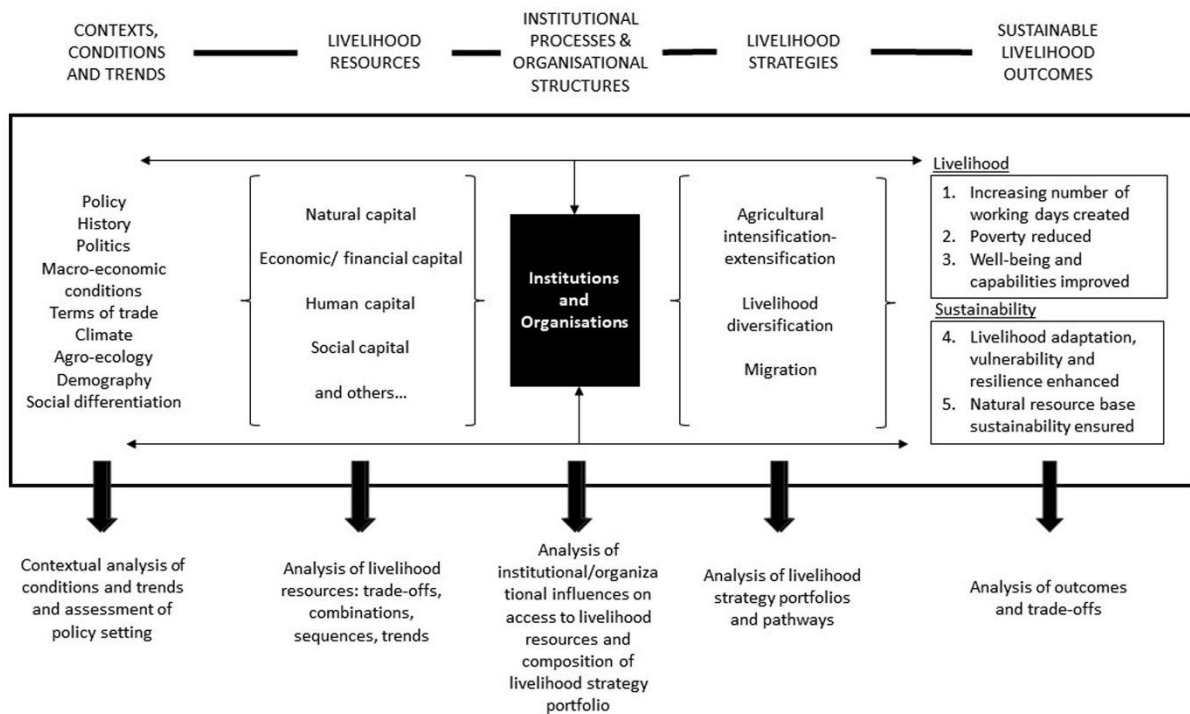 CONTEXTS,
CONDITIONS
AND TRENDS
LIVELIHOOD
RESOURCES
INSTITUTIONAL
PROCESSES &
ORGANISATIONAL
STRUCTURES
LIVELIHOOD
STRATEGIES
SUSTAINABLE
LIVELIHOOD
OUTCOMES
Policy
History
Politics
Macro-economic
conditions
Terms of trade
Climate
Agro-ecology
Demography
Social differentiation
Natural capital
Economic/ financial capital
Human capital
Social capital
and others...
Institutions
and
Organisations
Agricultural
intensification-
extensification
Livelihood
diversification
Migration
Livelihood
1. Increasing number of
working days created
2. Poverty reduced
3. Well-being and
capabilities improved
Sustainability
4. Livelihood adaptation,
vulnerability and
resilience enhanced
5. Natural resource base
sustainability ensured
Contextual analysis of
conditions and trends
and assessment of
policy setting
Analysis of livelihood
resources: trade-offs,
combinations,
sequences, trends
Analysis of
institutional/organiza
tional influences on
access to livelihood
resources and
composition of
livelihood strategy
portfolio
Analysis of livelihood
strategy portfolios
and pathways
Analysis of outcomes
and trade-offs